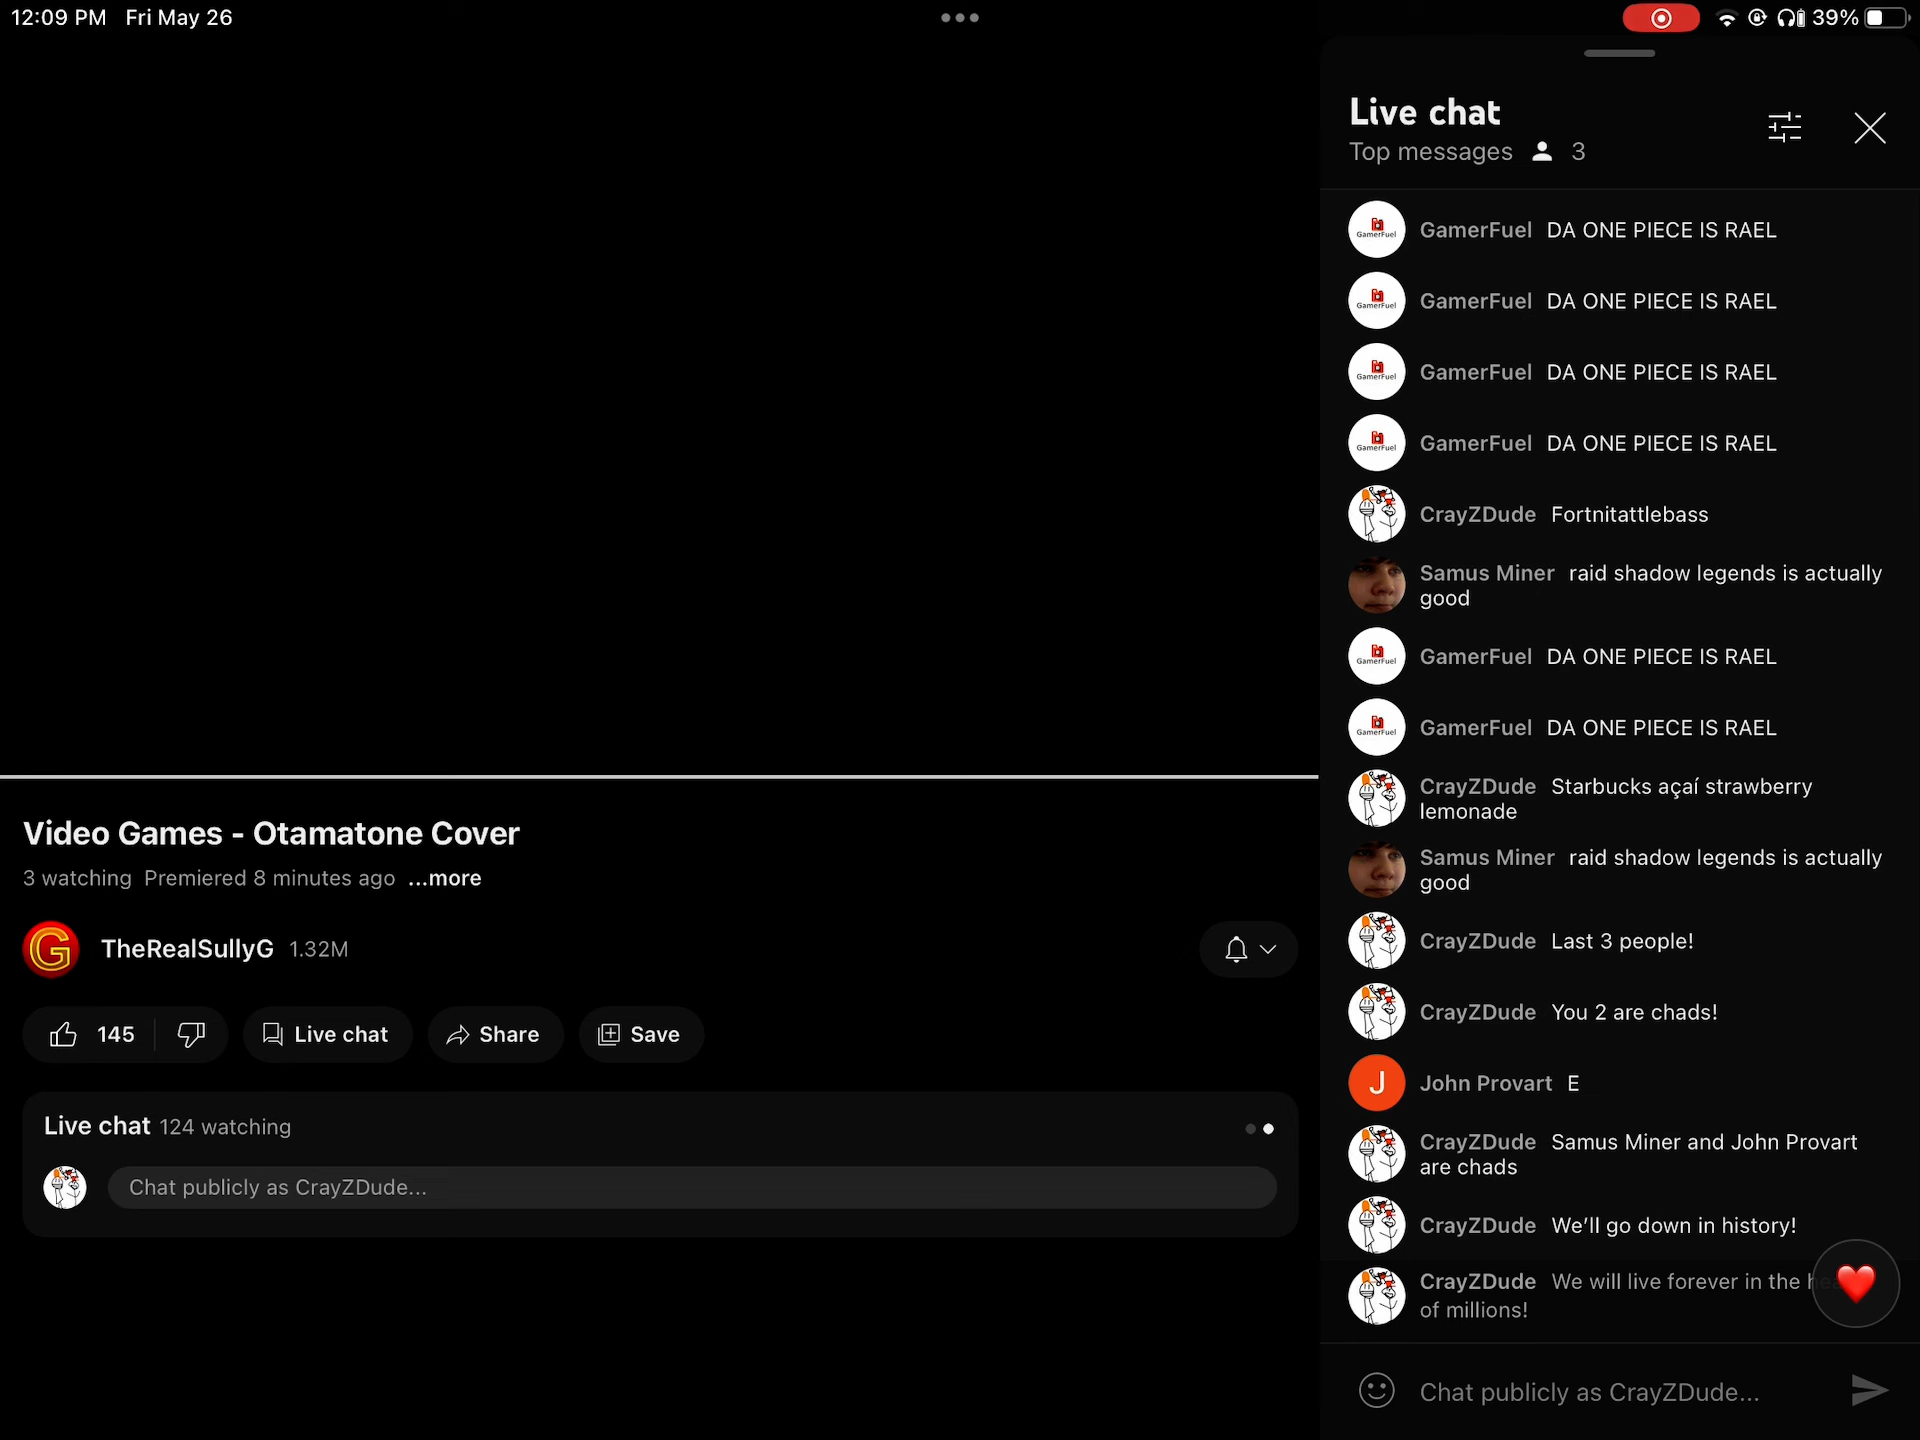 12:09 PM Fri May 26
39%
Live chat
Top messages 3
GamerFuel DA ONE PIECE IS RAEL
GamerFuel DA ONE PIECE IS RAEL
GamerFuel DA ONE PIECE IS RAEL
GamerFuel DA ONE PIECE IS RAEL
CrayZDude Fortnitattlebass
Samus Miner raid shadow legends is actually
good
GamerFuel DA ONE PIECE IS RAEL
GamerFuel DA ONE PIECE IS RAEL
CrayZDude Starbucks açaí strawberry
lemonade
Samus Miner raid shadow legends is actually
good
CrayZDude Last 3 people!
CrayZDude You 2 are chads!
J John Provart E
CrayZDude Samus Miner and John Provart
are chads
CrayZDude We'll go down in history!
CrayZDude We will live forever in the
of millions!
Chat publicly as CrayZDude...
Video Games - Otamatone Cover
3 watching Premiered 8 minutes ago ...more
G TheRealSullyG 1.32M
145 Live chat Share Save
Live chat 124 watching
Chat publicly as CrayZDude...